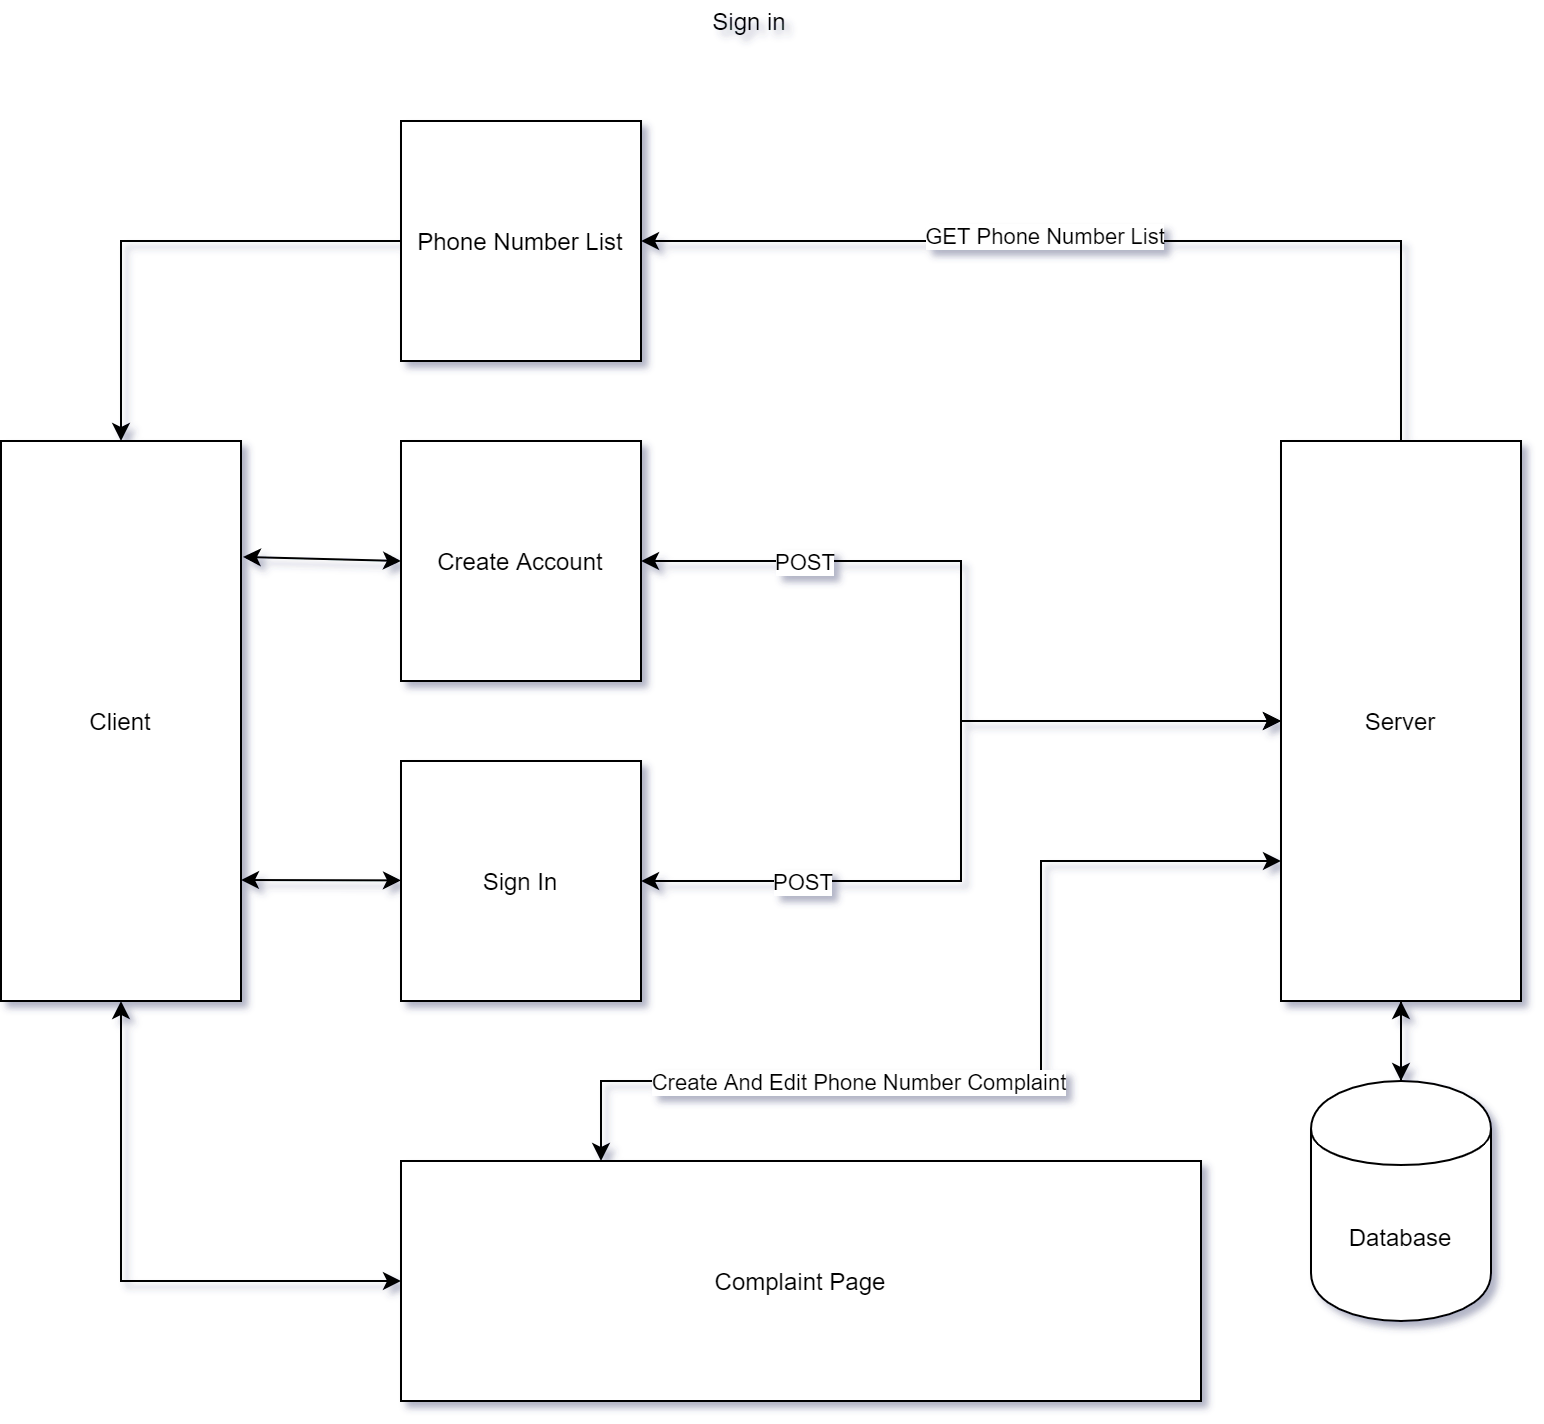 Sign in
Phone Number List
GET Phone Number List
Create Account
POST
Client
Server
Sign In
POST
Create And Edit Phone Number Complaint
Database
Complaint Page